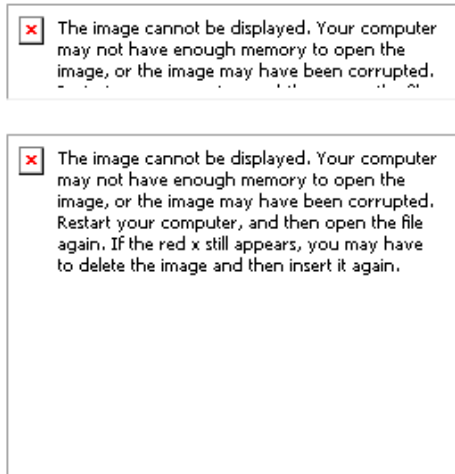 The image cannot be displayed. Your computer
may not have enough memory to open the
image, or the image may have been corrupted.
The image cannot be displayed. Your computer
may not have enough memory to open the
image, or the image may have been corrupted.
Restart your computer, and then open the file
again. If the red x still appears, you may have
to delete the image and then insert it again.